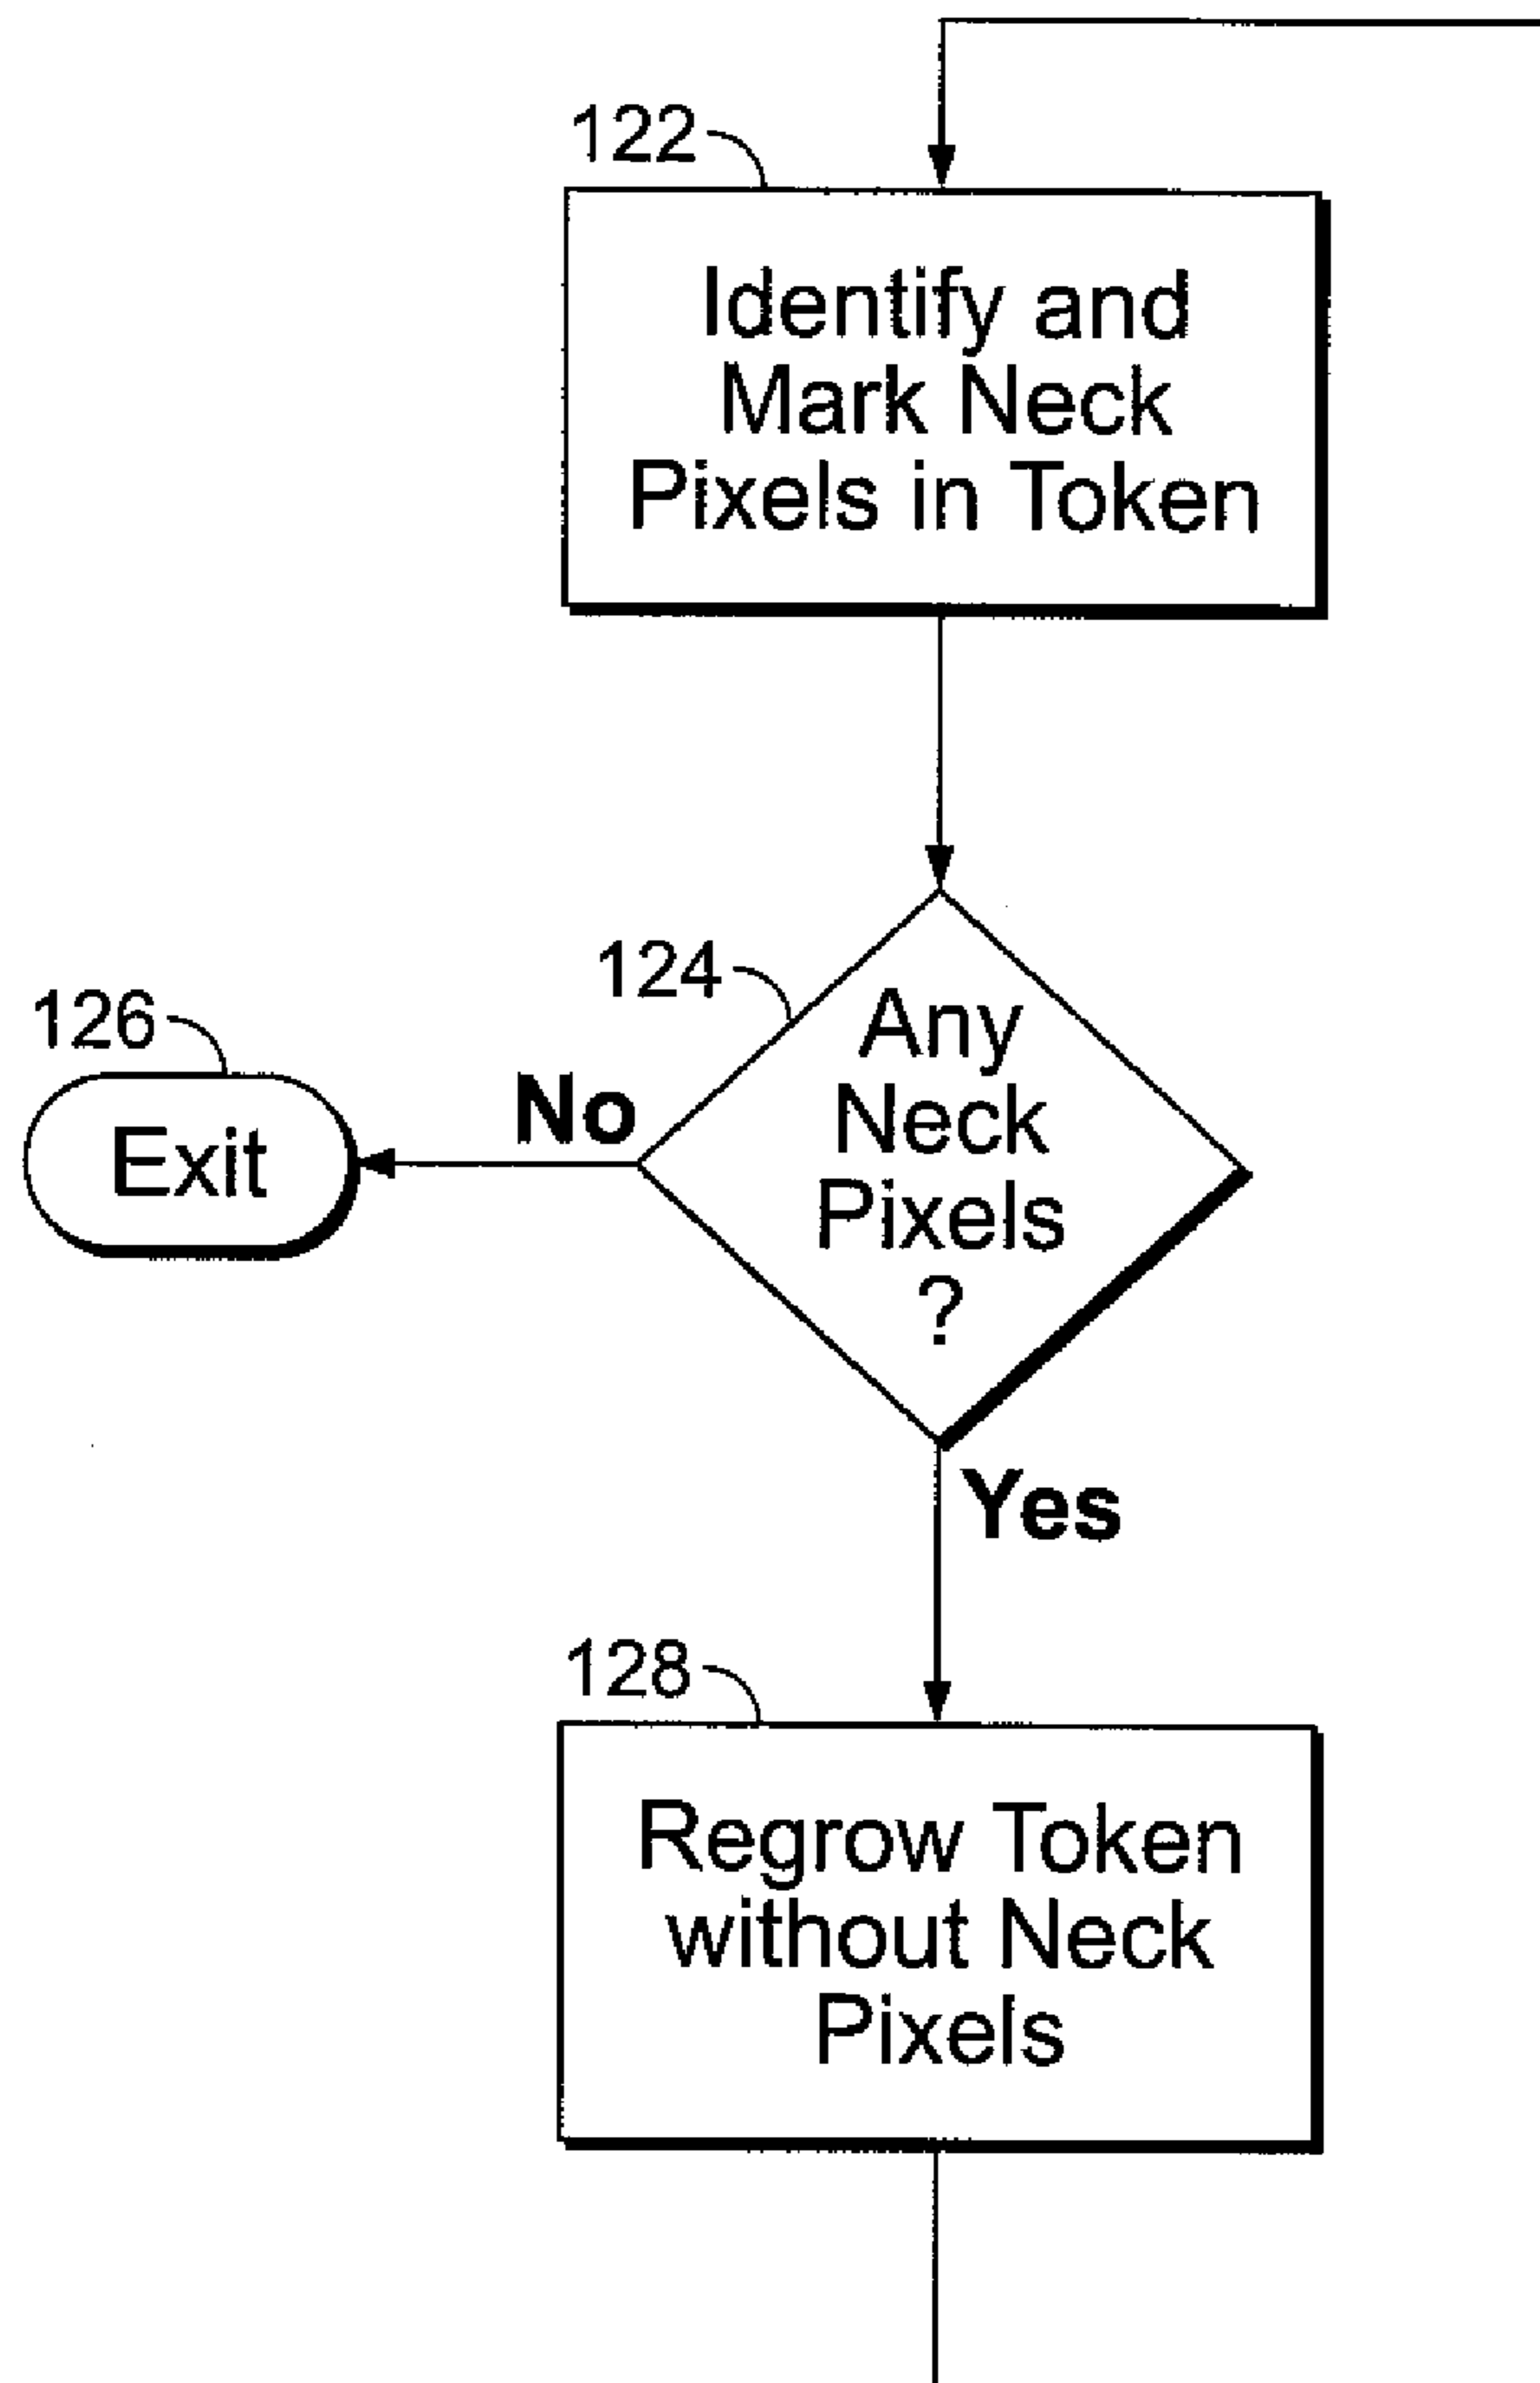 122
Identify and
Mark Neck
Pixels in Token
124
Any
Neck
Pixels
?
126
Exit
No
Yes
128
Regrow Token
without Neck
Pixels